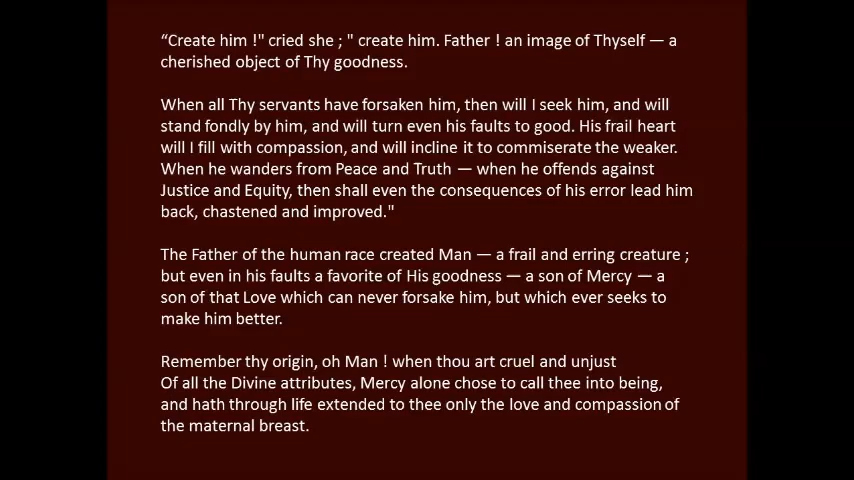 “Create him !" cried she ; " create him. Father ! an image of Thyself — a
cherished object of Thy goodness.
When all Thy servants have forsaken him, then will I seek him, and will
stand fondly by him, and will turn even his faults to good. His frail heart
will I fill with compassion, and will incline it to commiserate the weaker.
When he wanders from Peace and Truth — when he offends against
Justice and Equity, then shall even the consequences of his error lead him
back, chastened and improved."
The Father of the human race created Man — a frail and erring creature ;
but even in his faults a favorite of His goodness — a son of Mercy — a
son of that Love which can never forsake him, but which ever seeks to
make him better.
Remember thy origin, oh Man ! when thou art cruel and unjust
Of all the Divine attributes, Mercy alone chose to call thee into being,
and hath through life extended to thee only the love and compassion of
the maternal breast.